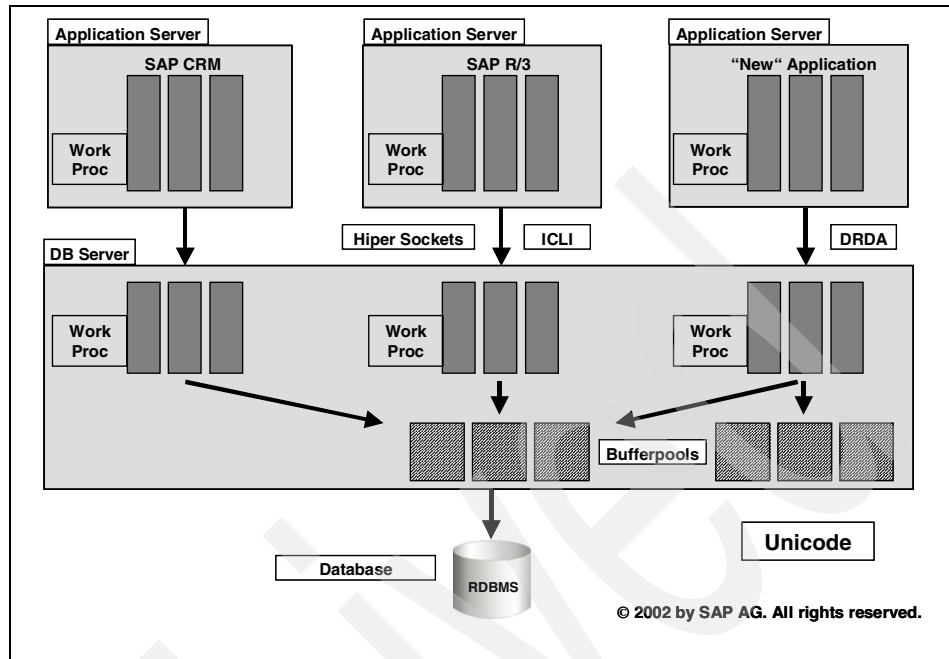 Application Server
Application Server
Application Server
SAP CRM
SAP R/3
“New“ Application
Work
Proc
Work
Proc
Work
Proc
Hiper Sockets
ICLI
DRDA
DB Server
Work
Proc
Work
Proc
Work
Proc
Bufferpools
Unicode
Database
RDBMS
© 2002 by SAP AG. All rights reserved.